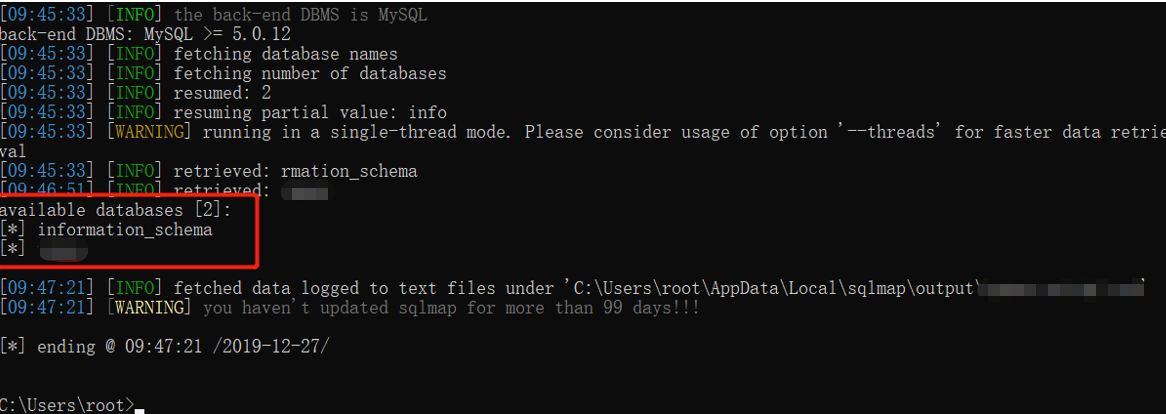 [09:45:33] [INFO] the back-end DBMS is MySQL
back-end DBMS: MySQL >= 5.0.12
[09:45:33] [INFO] fetching database names
[09:45:33] [INFO] fetching number of databases
[09:45:33] [INFO] resumed: 2
[09:45:33] [INFO] resuming partial value: info
[09:45:33] [WARNING] running in a single-thread mode. Please consider usage of option '--threads' for faster data retrie
val
[09:45:33] [INFO] retrieved: rmation_schema
[09:46:51] [INFO] retrieved:
available databases [2]:
[*] information_schema
[*]
[09:47:21] [INFO] fetched data logged to text files under 'C:\Users\root\AppData\Local\sqlmap\output\
[09:47:21] [WARNING] you haven't updated sqlmap for more than 99 days!!!
[*] ending @ 09:47:21 /2019-12-27/
C:\Users\root>